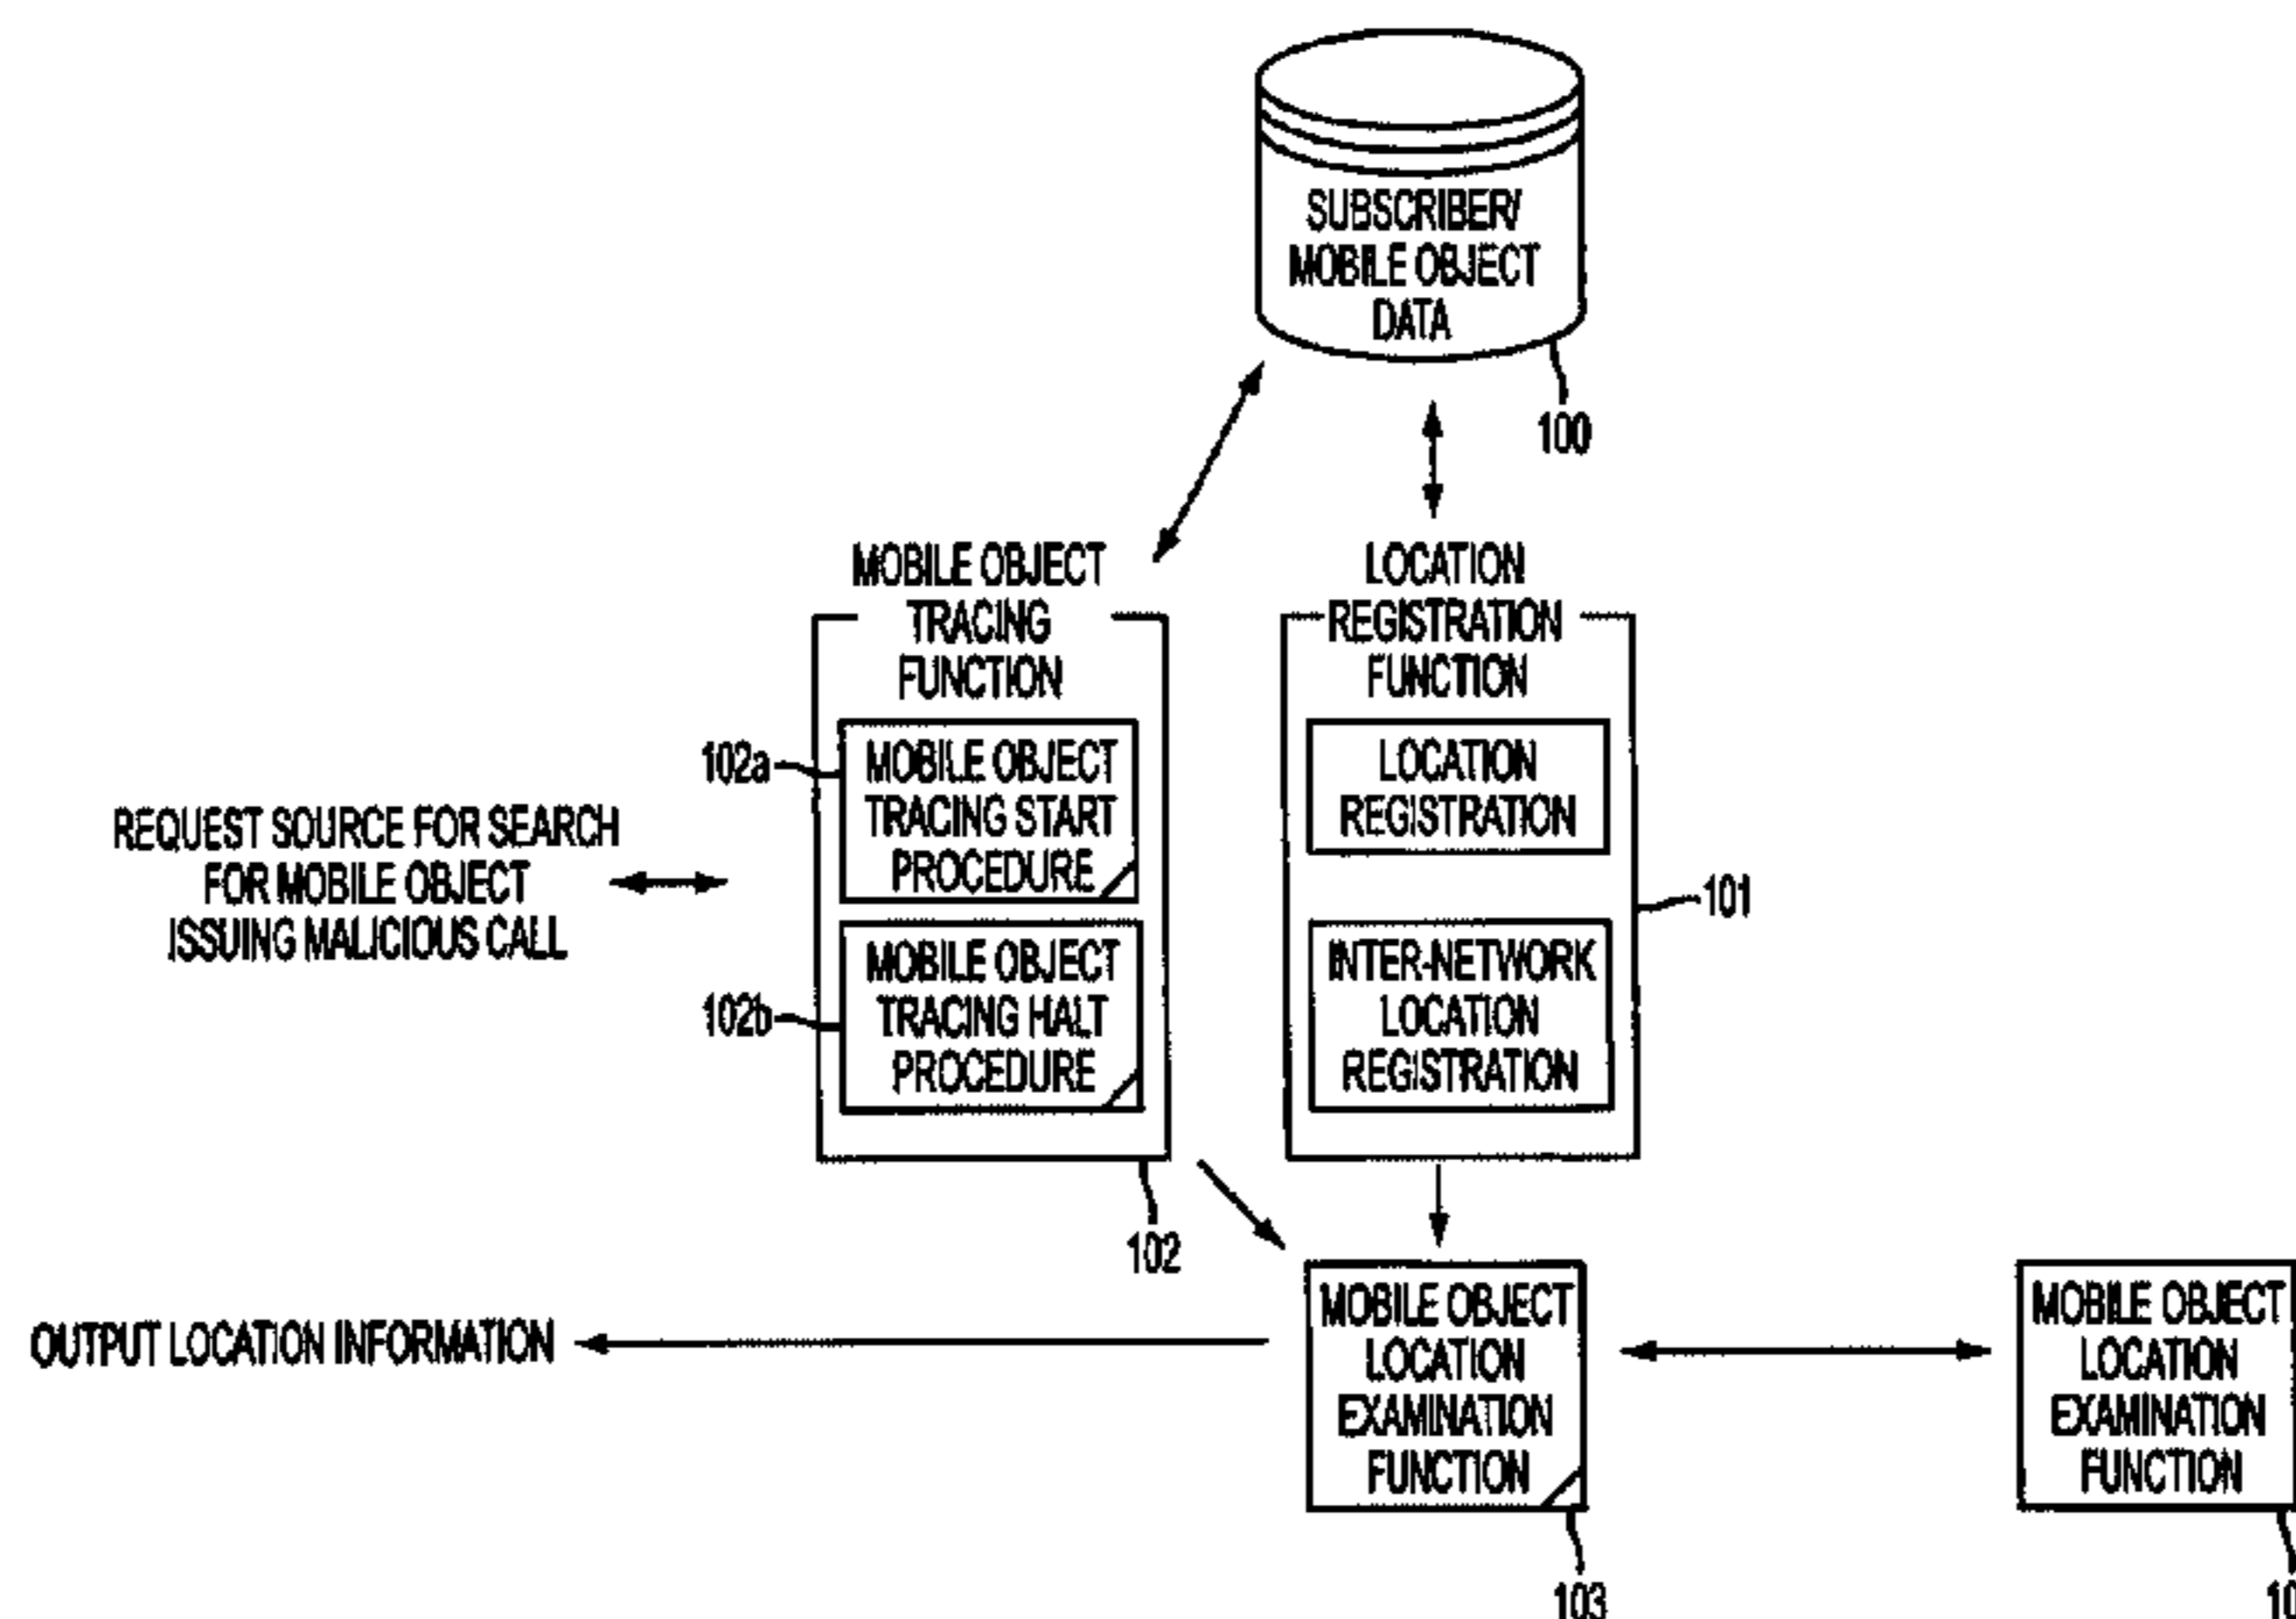 SUBSCRIBER/
MOBILE OBJECT
DATA
100
MOBILE OBJECT
TRACING
FUNCTION
102a
MOBILE OBJECT
TRACING START
PROCEDURE
102b
MOBILE OBJECT
TRACING HALT
PROCEDURE
102
LOCATION
REGISTRATION
FUNCTION
LOCATION
REGISTRATION
INTER-NETWORK
LOCATION
REGISTRATION
101
REQUEST SOURCE FOR SEARCH
FOR MOBILE OBJECT
ISSUING MALICIOUS CALL
OUTPUT LOCATION INFORMATION
MOBILE OBJECT
LOCATION
EXAMINATION
FUNCTION
103
MOBILE OBJECT
LOCATION
EXAMINATION
FUNCTION